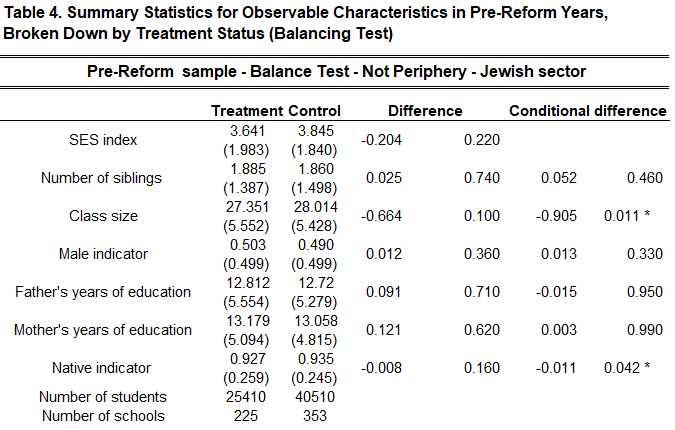 Table 4. Summary Statistics for Observable Characteristics in Pre-Reform Years,
Broken Down by Treatment Status (Balancing Test)
Pre-Reform sample - Balance Test - Not Periphery - Jewish sector
Treatment Control Difference Conditional difference
SES index 3.641 3.845 -0.204 0.220
(1.983) (1.840)
Number of siblings 1.885 1.860 0.025 0.740 0.052 0.460
(1.387) (1.498)
Class size 27.351 28.014 -0.664 0.100 -0.905 0.011 *
(5.552) (5.428)
Male indicator 0.503 0.490 0.012 0.360 0.013 0.330
(0.499) (0.499)
Father's years of education 12.812 12.72 0.091 0.710 -0.015 0.950
(5.554) (5.279)
Mother's years of education 13.179 13.058 0.121 0.620 0.003 0.990
(5.094) (4.815)
Native indicator 0.927 0.935 -0.008 0.160 -0.011 0.042 *
(0.259) (0.245)
Number of students 25410 40510
Number of schools 225 353